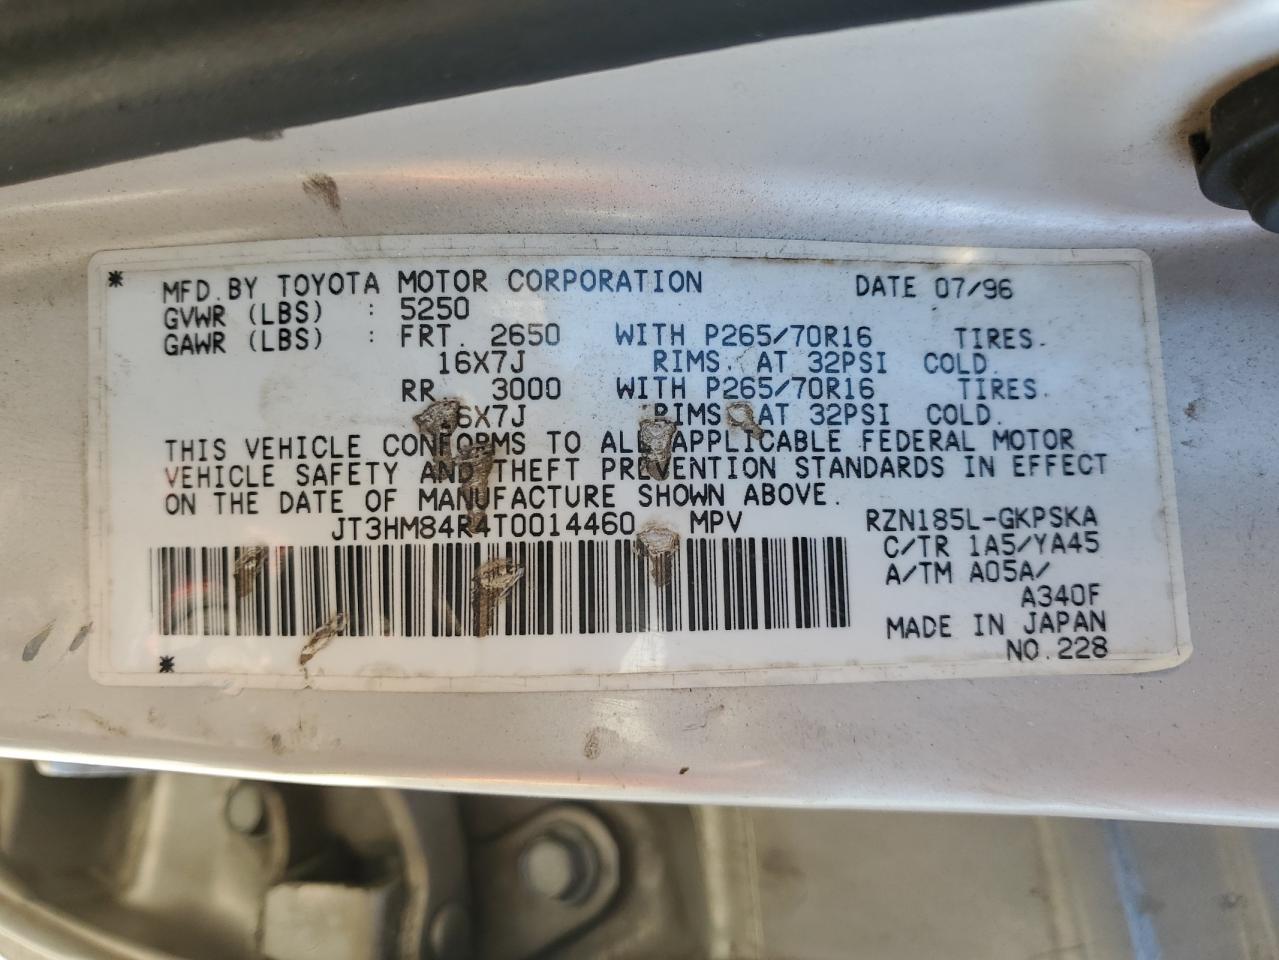 * MFD. BY TOYOTA MOTOR CORPORATION DATE 07/96
GVWR (LBS) : 5250
GAWR (LBS) : FRT. 2650 WITH P265/70R16 TIRES.
16X7J RIMS. AT 32PSI COLD.
RR. 3000 WITH P265/70R16 TIRES.
16X7J RIMS AT 32PSI COLD.
THIS VEHICLE CONFORMS TO ALL APPLICABLE FEDERAL MOTOR
VEHICLE SAFETY AND THEFT PREVENTION STANDARDS IN EFFECT
ON THE DATE OF MANUFACTURE SHOWN ABOVE.
JT3HM84R4T0014460 MPV RZN185L-GKPSKA
C/TR 1A5/YA45
A/TM A05A/
A340F
MADE IN JAPAN
* NO.228